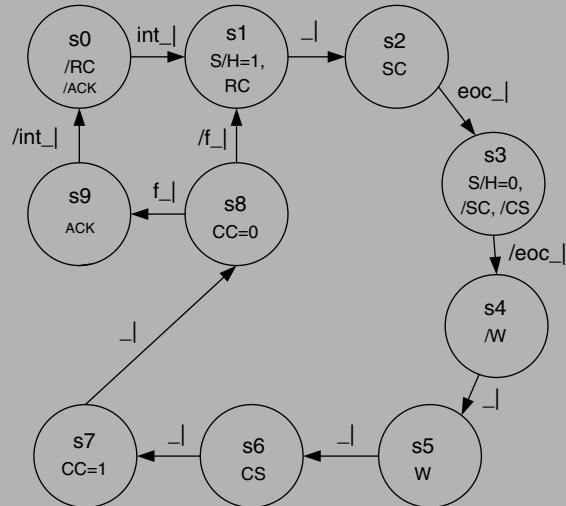 s0
/RC
/ACK
int_|
s1
S/H=1,
RC
_|
s2
SC
eoc_|
s3
S/H=0,
/SC, /CS
/eoc_|
s4
/W
_|
s5
W
_|
s6
CS
_|
s7
CC=1
_|
s8
CC=0
/f_|
f_|
s9
ACK
/int_|